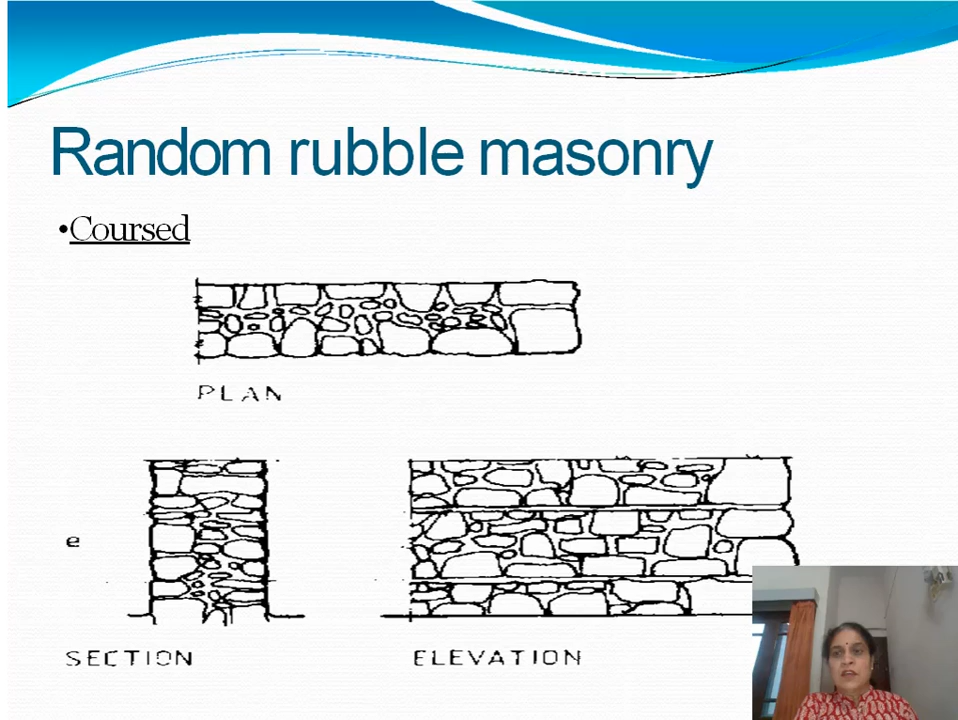 Random rubble masonry
•Coursed
PLAN
e
SECTION
ELEVATION